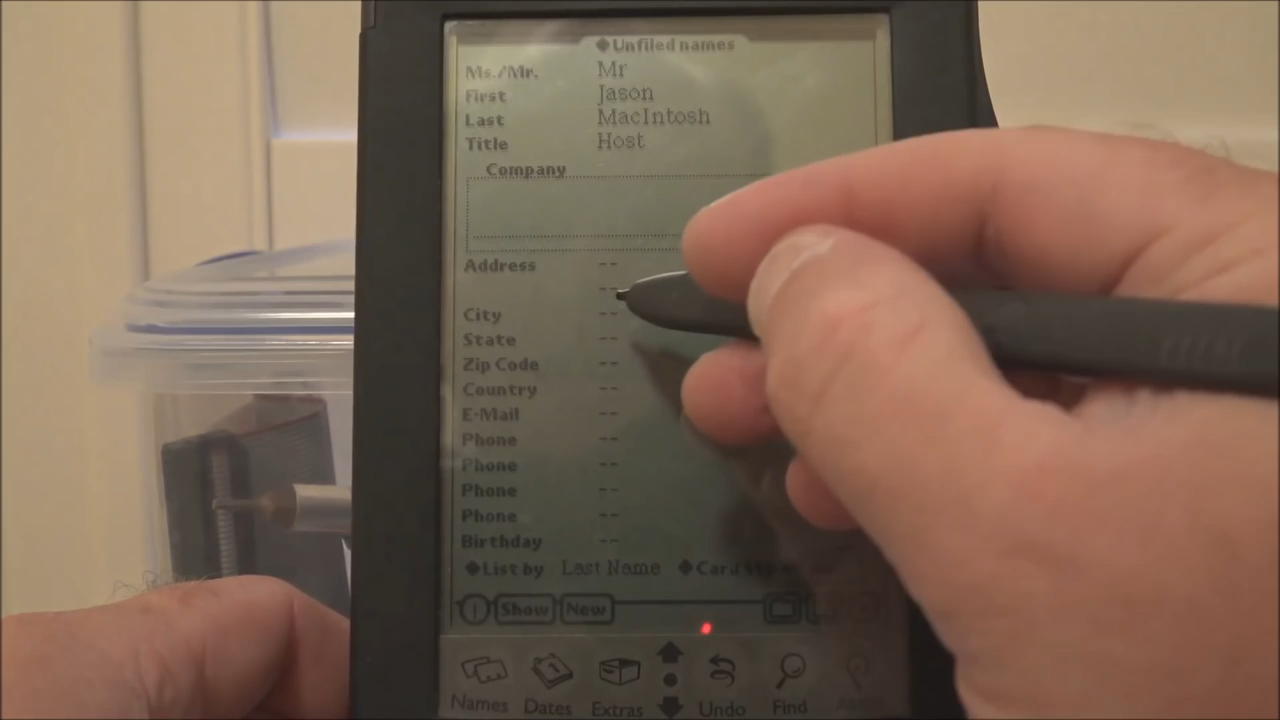 ◆Unfiled names
Ms./Mr. Mr
First Jason
Last MacIntosh
Title Host
Company
Address --
--
City --
State --
Zip Code --
Country --
E-Mail --
Phone --
Phone --
Phone --
Phone --
Birthday --
◆List by Last Name ◆Card
Show New
Names Dates Extras Undo Find